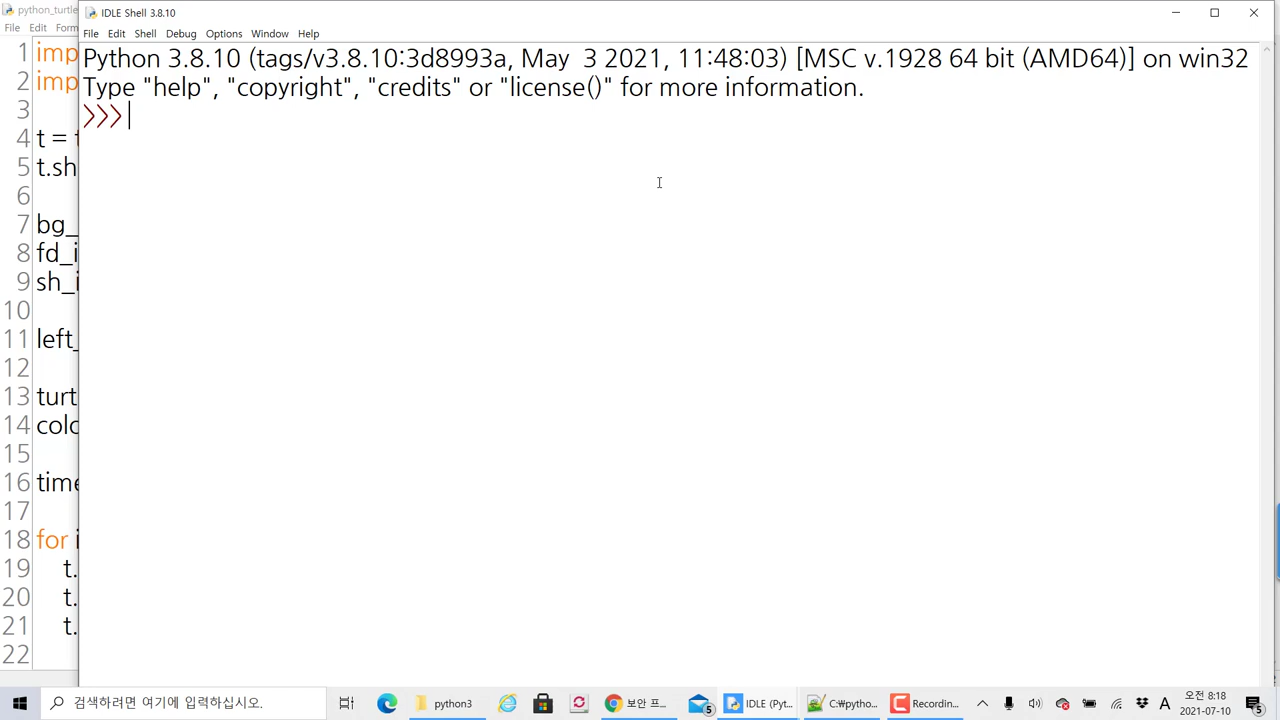 python_turtle
File Edit Form
IDLE Shell 3.8.10
File Edit Shell Debug Options Window Help
Python 3.8.10 (tags/v3.8.10:3d8993a, May  3 2021, 11:48:03) [MSC v.1928 64 bit (AMD64)] on win32
Type "help", "copyright", "credits" or "license()" for more information.
>>>
1 imp
2 imp
3
4 t = t
5 t.sh
6
7 bg_
8 fd_i
9 sh_i
10
11 left_
12
13 turt
14 colo
15
16 time
17
18 for i
19 t.
20 t.
21 t.
22
검색하려면 여기에 입력하십시오.
python3
보안 프...
5
IDLE (Pyt...
C:₩pytho...
Recordin...
A
오전 8:18
2021-07-10
5